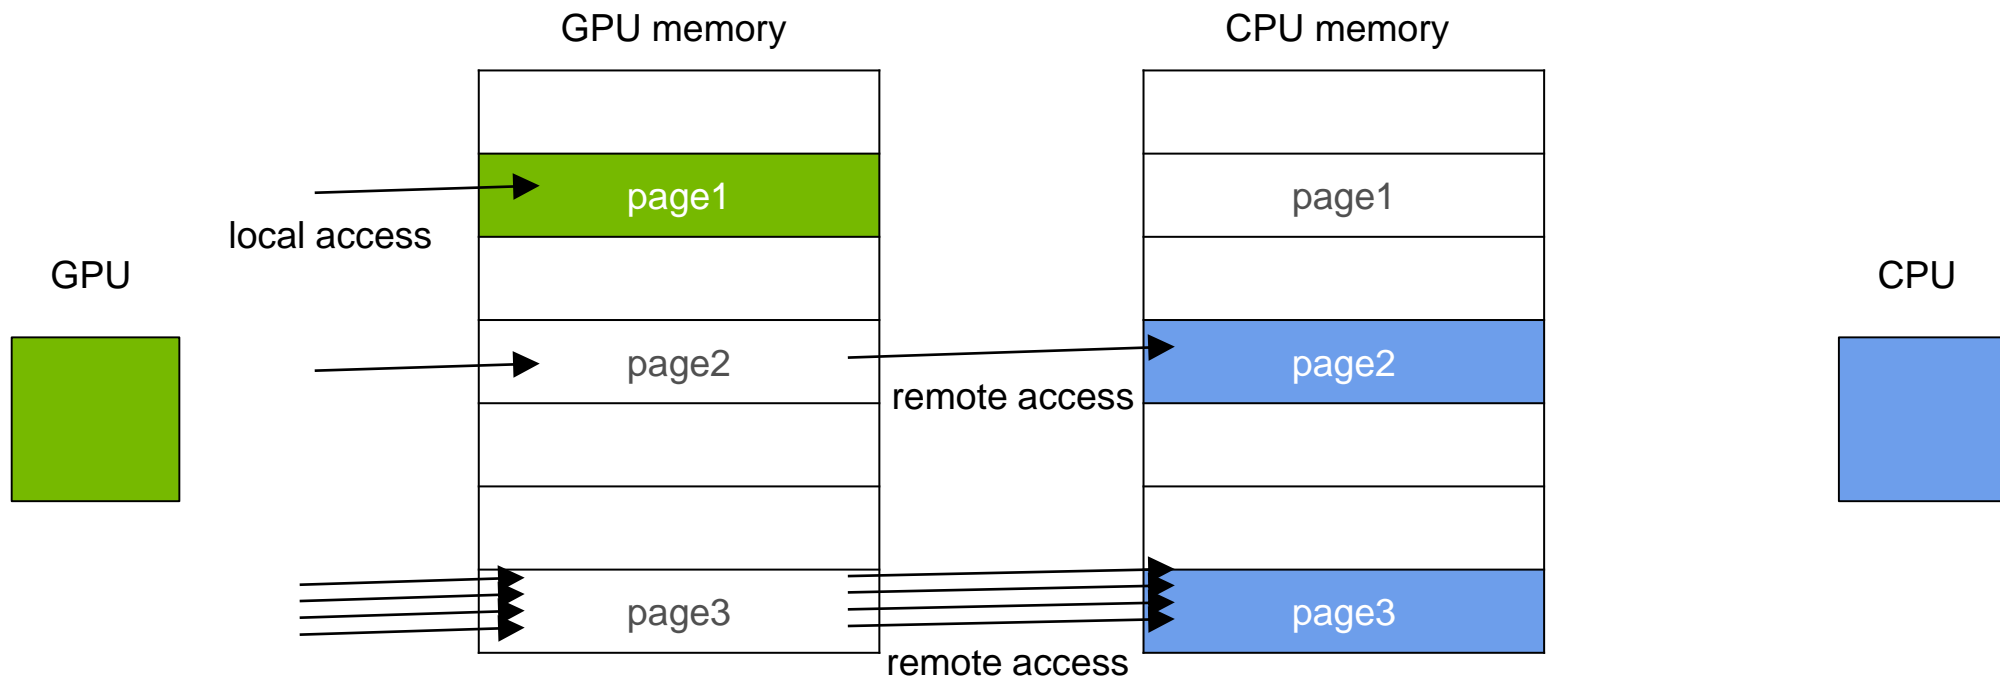 GPU memory
CPU memory
page1
page1
local access
GPU
CPU
page2
page2
remote access
page3
page3
remote access